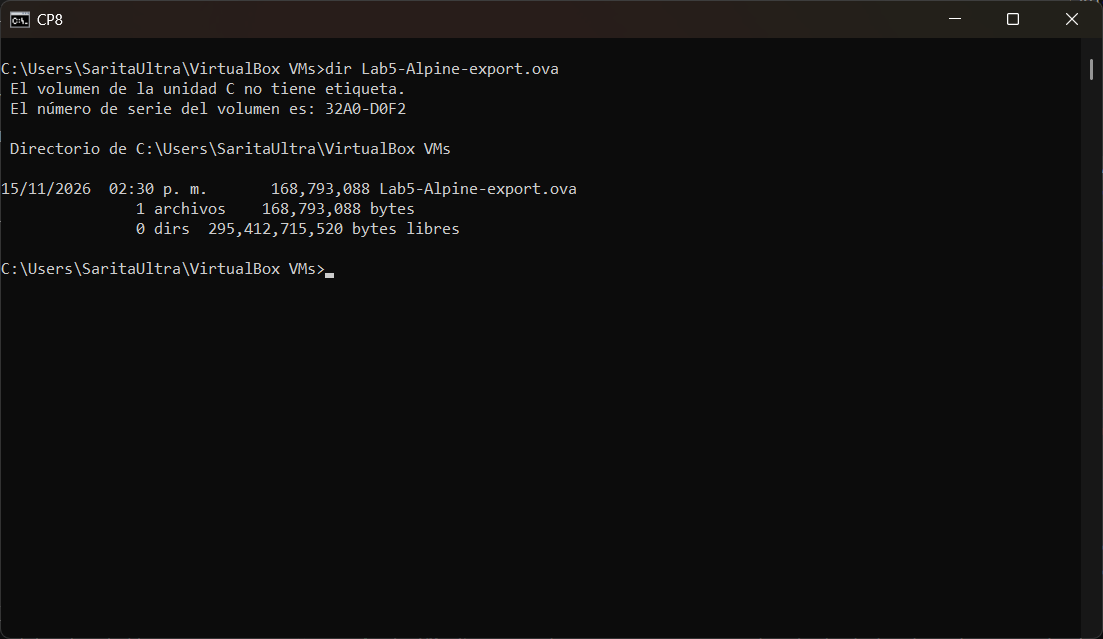 CP8
C:\Users\SaritaUltra\VirtualBox VMs>dir Lab5-Alpine-export.ova
El volumen de la unidad C no tiene etiqueta.
El número de serie del volumen es: 32A0-D0F2
Directorio de C:\Users\SaritaUltra\VirtualBox VMs
15/11/2026  02:30 p. m.       168,793,088 Lab5-Alpine-export.ova
1 archivos    168,793,088 bytes
0 dirs  295,412,715,520 bytes libres
C:\Users\SaritaUltra\VirtualBox VMs>